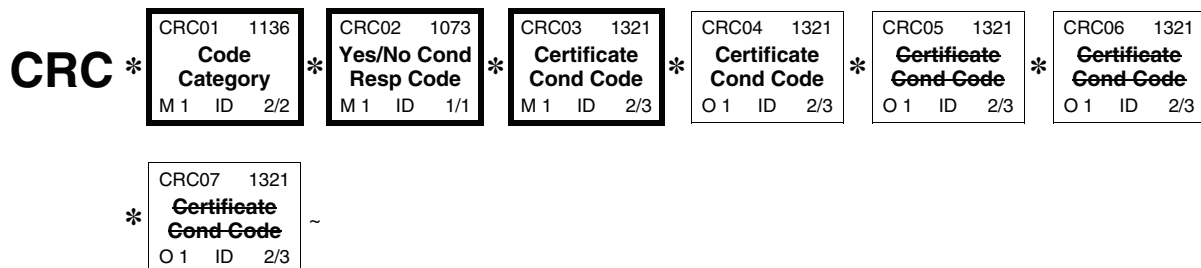 CRC * CRC01 1136 * CRC02 1073 * CRC03 1321 * CRC04 1321 * CRC05 1321 * CRC06 1321
Code Category Yes/No Cond Resp Code Certificate Cond Code Certificate Cond Code Certificate Cond Code Certificate Cond Code
M 1 ID 2/2 M 1 ID 1/1 M 1 ID 2/3 O 1 ID 2/3 O 1 ID 2/3 O 1 ID 2/3
* CRC07 1321 ~
Certificate
Cond Code
O 1 ID 2/3